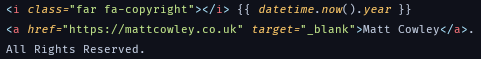 <i class="far fa-copyright"></i> {{ datetime.now().year }}
<a href="https://mattcowley.co.uk" target="_blank">Matt Cowley</a>.
All Rights Reserved.